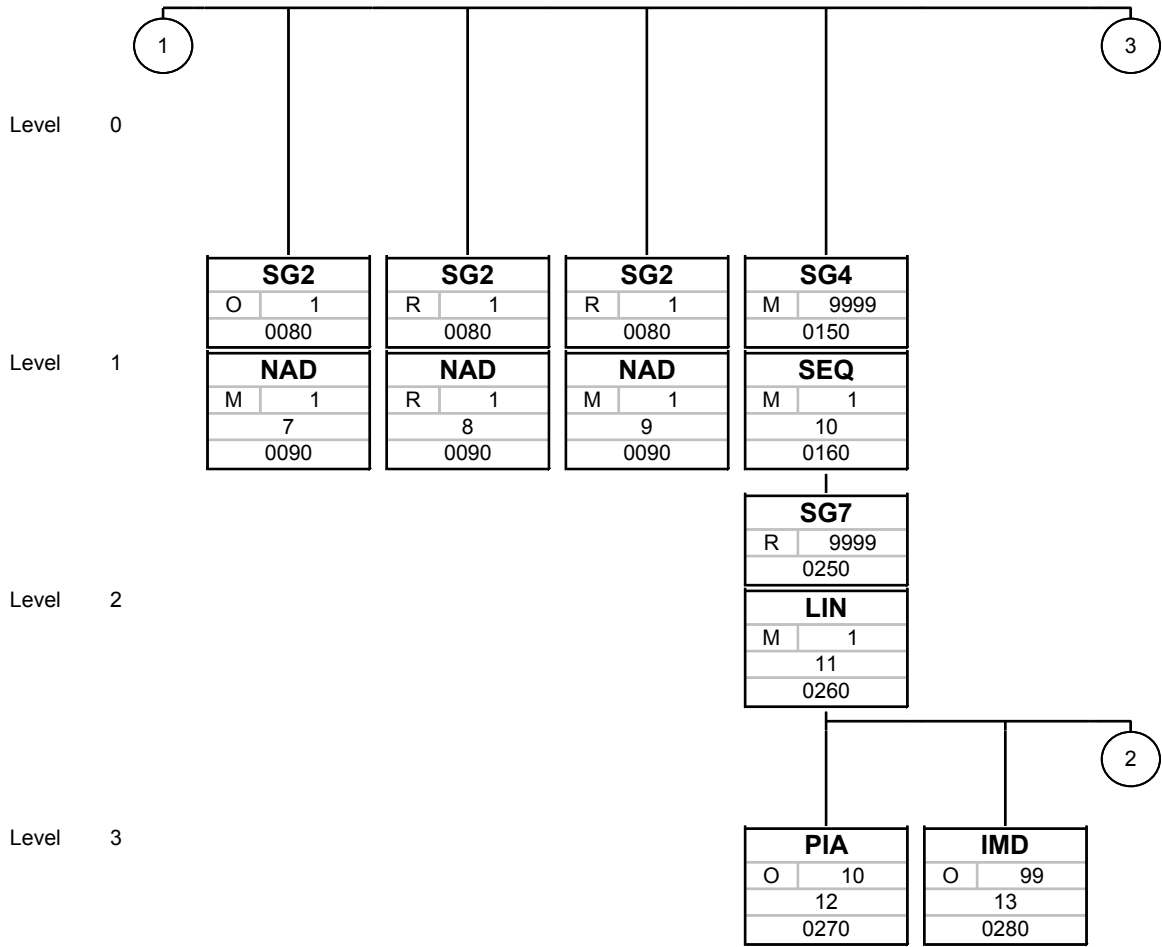 1 3
Level 0
SG2 SG2 SG2 SG4
O 1 R 1 R 1 M 9999
0080 0080 0080 0150
Level 1 NAD NAD NAD SEQ
M 1 R 1 M 1 M 1
7 8 9 10
0090 0090 0090 0160
SG7
R 9999
0250
Level 2 LIN
M 1
11
0260
2
Level 3 PIA IMD
O 10 O 99
12 13
0270 0280